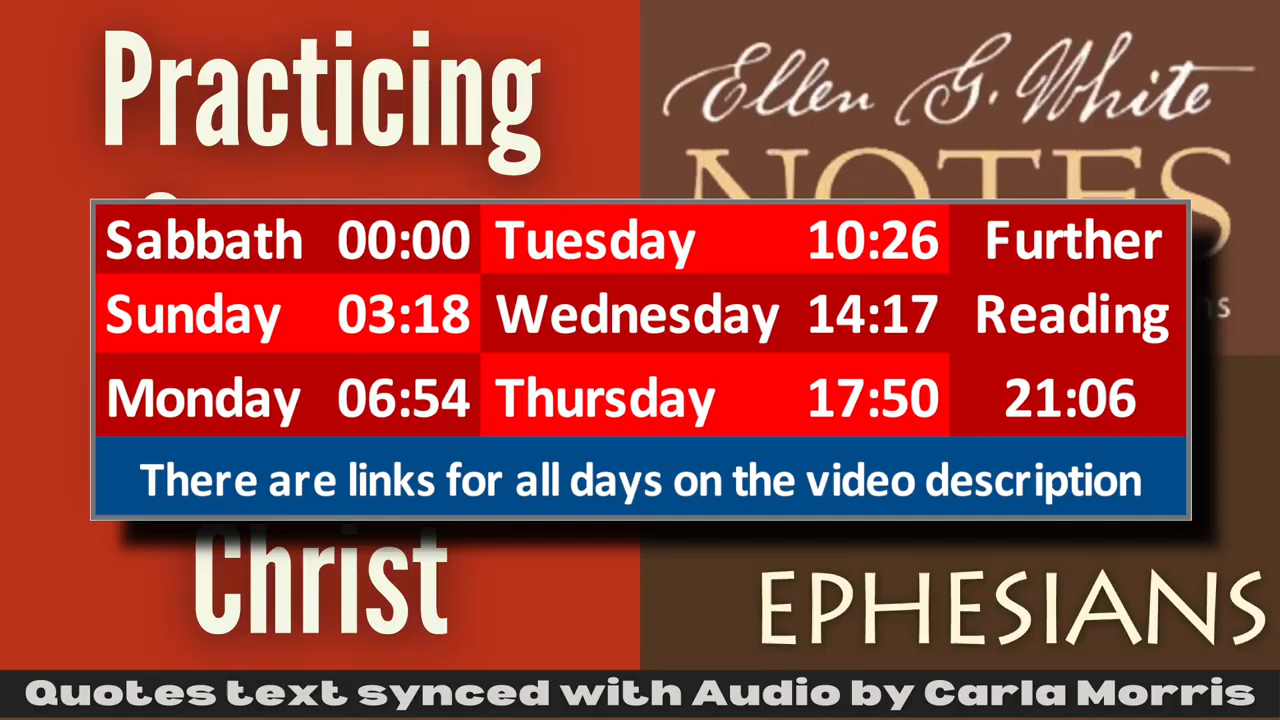 Practicing
Ellen G. White
NOTES
Sabbath 00:00 Tuesday 10:26 Further
Sunday 03:18 Wednesday 14:17 Reading
Monday 06:54 Thursday 17:50 21:06
There are links for all days on the video description
Christ
EPHESIANS
Quotes text synced with Audio by Carla Morris